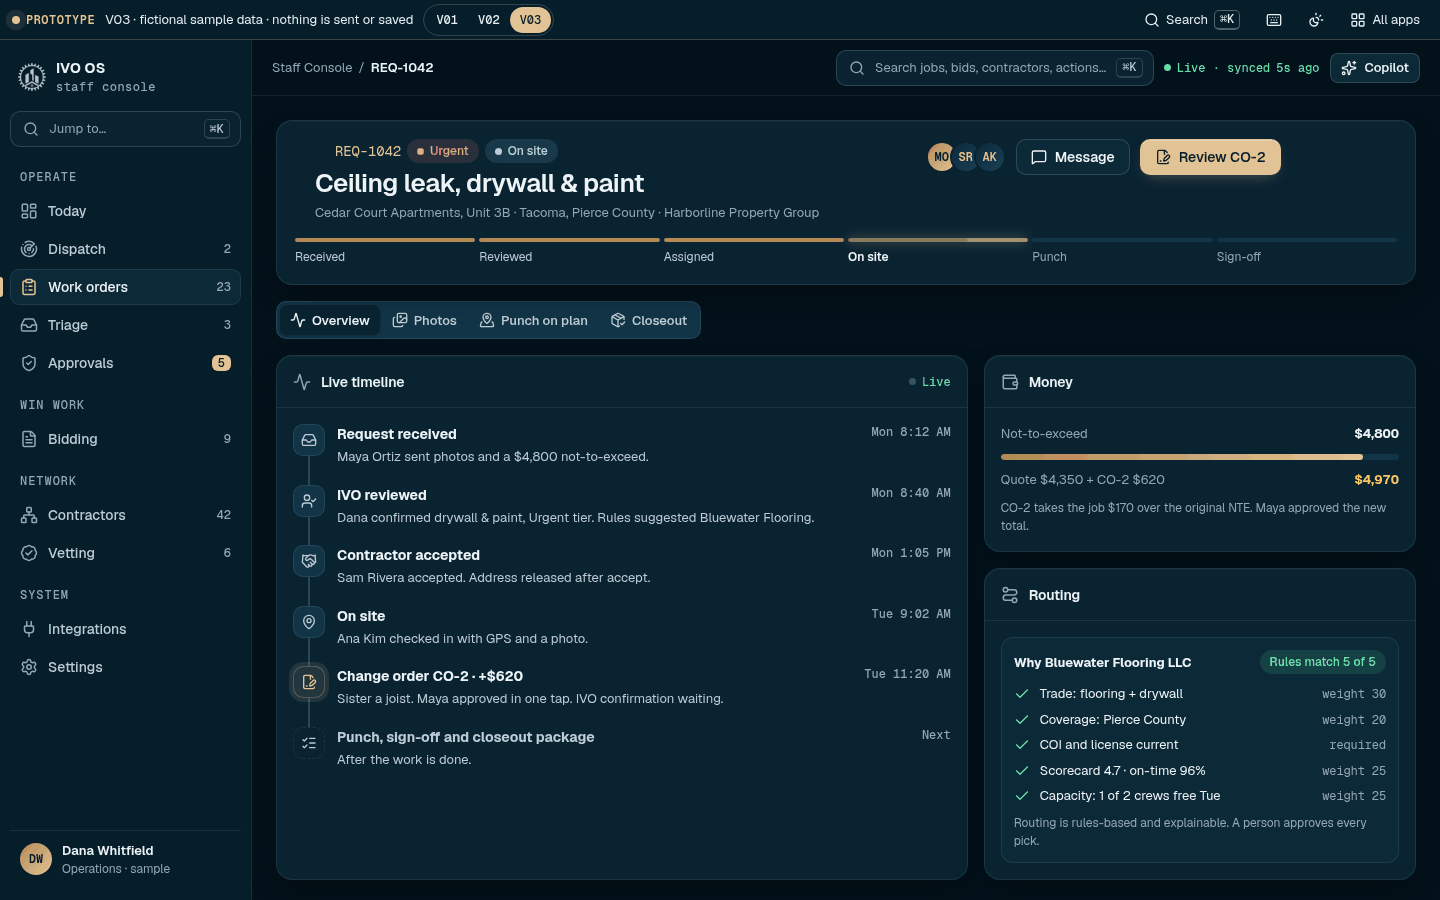 PROTOTYPE V03 · fictional sample data · nothing is sent or saved V01 V02 V03 Search ⌘K All apps
IVO OS
staff console
Staff Console / REQ-1042
Search jobs, bids, contractors, actions... ⌘K
Live · synced 5s ago
Copilot
Jump to... ⌘K
OPERATE
Today
Dispatch 2
Work orders 23
Triage 3
Approvals 5
WIN WORK
Bidding 9
NETWORK
Contractors 42
Vetting 6
SYSTEM
Integrations
Settings
DW
Dana Whitfield
Operations · sample
REQ-1042 Urgent On site
Ceiling leak, drywall & paint
Cedar Court Apartments, Unit 3B · Tacoma, Pierce County · Harborline Property Group
MO SR AK Message Review CO-2
Received Reviewed Assigned On site Punch Sign-off
Overview Photos Punch on plan Closeout
Live timeline Live
Request received Mon 8:12 AM
Maya Ortiz sent photos and a $4,800 not-to-exceed.
IVO reviewed Mon 8:40 AM
Dana confirmed drywall & paint, Urgent tier. Rules suggested Bluewater Flooring.
Contractor accepted Mon 1:05 PM
Sam Rivera accepted. Address released after accept.
On site Tue 9:02 AM
Ana Kim checked in with GPS and a photo.
Change order CO-2 · +$620 Tue 11:20 AM
Sister a joist. Maya approved in one tap. IVO confirmation waiting.
Punch, sign-off and closeout package Next
After the work is done.
Money
Not-to-exceed $4,800
Quote $4,350 + CO-2 $620 $4,970
CO-2 takes the job $170 over the original NTE. Maya approved the new
total.
Routing
Why Bluewater Flooring LLC Rules match 5 of 5
Trade: flooring + drywall weight 30
Coverage: Pierce County weight 20
COI and license current required
Scorecard 4.7 · on-time 96% weight 25
Capacity: 1 of 2 crews free Tue weight 25
Routing is rules-based and explainable. A person approves every
pick.